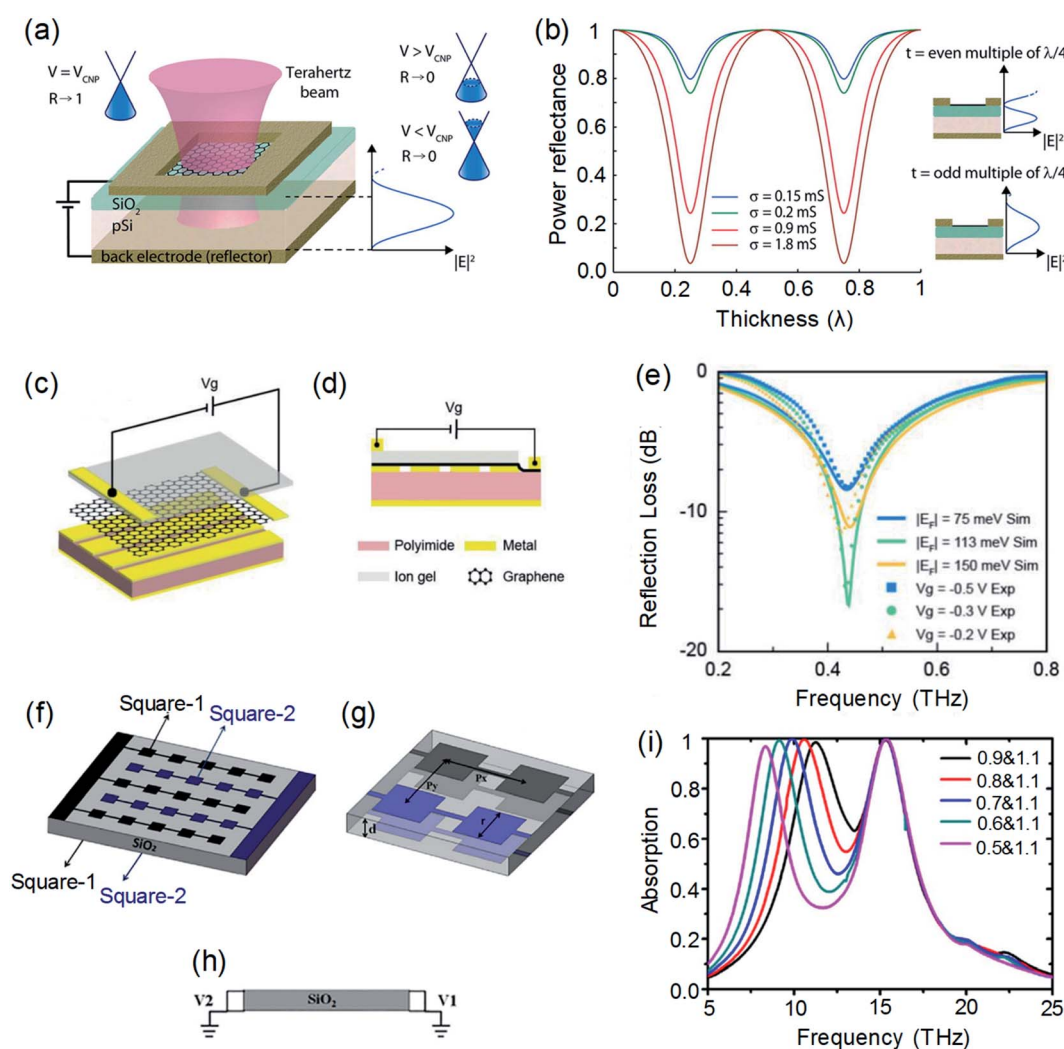 (a)
V = V_CNP
R → 1
Terahertz
beam
V > V_CNP
R → 0
V < V_CNP
R → 0
SiO₂
pSi
back electrode (reflector)
|E|²
(b)
Power reflectance
1
0.8
0.6
0.4
0.2
0.0
0
0.2
0.4
0.6
0.8
1
Thickness (λ)
σ = 0.15 mS
σ = 0.2 mS
σ = 0.9 mS
σ = 1.8 mS
t = even multiple of λ/4
|E|²
t = odd multiple of λ/4
|E|²
(c)
Vg
(d)
Vg
Polyimide
Metal
Ion gel
Graphene
(e)
Reflection Loss (dB)
-0
-10
-20
0.2
0.4
0.6
0.8
Frequency (THz)
|E_F| = 75 meV Sim
|E_F| = 113 meV Sim
|E_F| = 150 meV Sim
Vg = -0.5 V Exp
Vg = -0.3 V Exp
Vg = -0.2 V Exp
(f)
Square-1
Square-2
SiO₂
Square-1
Square-2
(g)
Px
Py
r
d
(h)
V2
SiO₂
V1
(i)
Absorption
1.0
0.8
0.6
0.4
0.2
0.0
5
10
15
20
25
Frequency (THz)
0.9&1.1
0.8&1.1
0.7&1.1
0.6&1.1
0.5&1.1